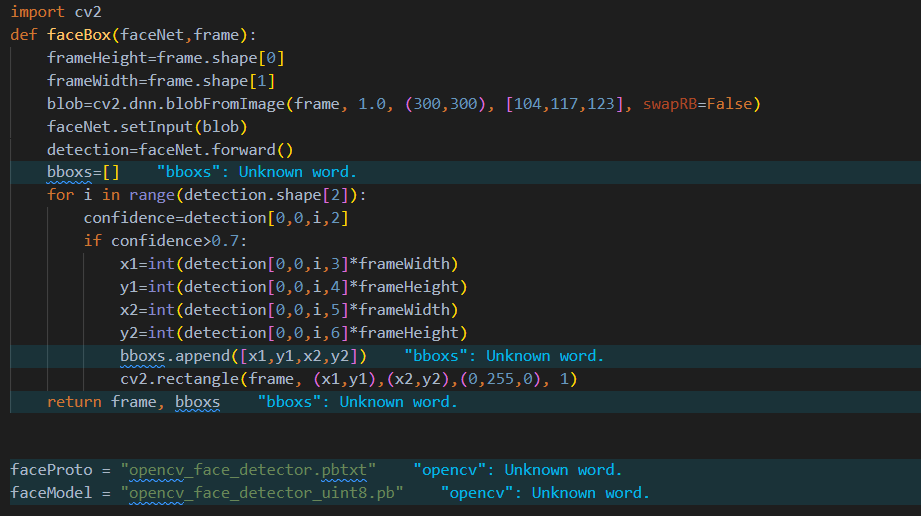 import cv2
def faceBox(faceNet,frame):
    frameHeight=frame.shape[0]
    frameWidth=frame.shape[1]
    blob=cv2.dnn.blobFromImage(frame, 1.0, (300,300), [104,117,123], swapRB=False)
    faceNet.setInput(blob)
    detection=faceNet.forward()
    bboxs=[]    "bboxs": Unknown word.
    for i in range(detection.shape[2]):
        confidence=detection[0,0,i,2]
        if confidence>0.7:
            x1=int(detection[0,0,i,3]*frameWidth)
            y1=int(detection[0,0,i,4]*frameHeight)
            x2=int(detection[0,0,i,5]*frameWidth)
            y2=int(detection[0,0,i,6]*frameHeight)
            bboxs.append([x1,y1,x2,y2])    "bboxs": Unknown word.
            cv2.rectangle(frame, (x1,y1),(x2,y2),(0,255,0), 1)
    return frame, bboxs    "bboxs": Unknown word.
faceProto = "opencv_face_detector.pbtxt"    "opencv": Unknown word.
faceModel = "opencv_face_detector_uint8.pb"    "opencv": Unknown word.